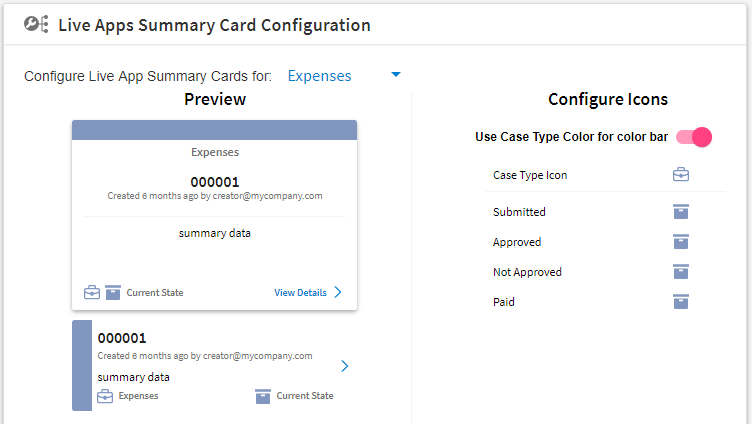 Live Apps Summary Card Configuration
Configure Live App Summary Cards for: Expenses
Preview
Expenses
000001
Created 6 months ago by creator@mycompany.com
summary data
Current State
View Details
000001
Created 6 months ago by creator@mycompany.com
summary data
Expenses
Current State
Configure Icons
Use Case Type Color for color bar
Case Type Icon
Submitted
Approved
Not Approved
Paid